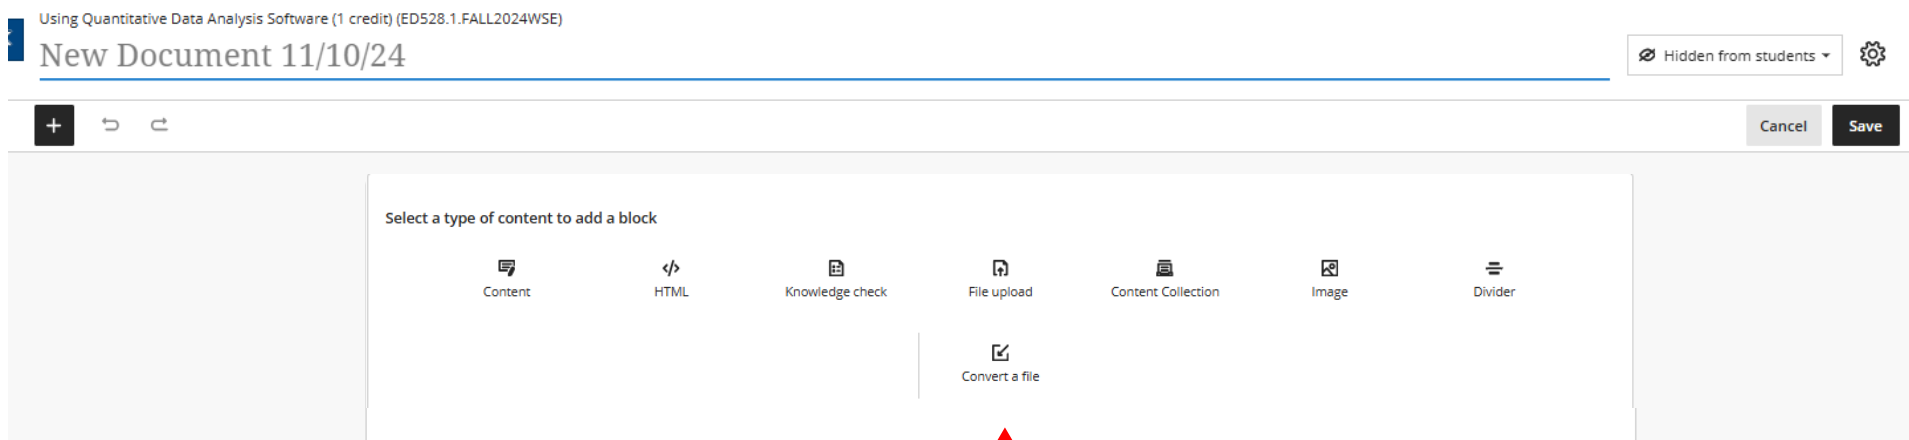 Using Quantitative Data Analysis Software (1 credit) (ED528.1.FALL2024WSE)
New Document 11/10/24
Hidden from students
Cancel
Save
Select a type of content to add a block
Content
HTML
Knowledge check
File upload
Content Collection
Image
Divider
Convert a file